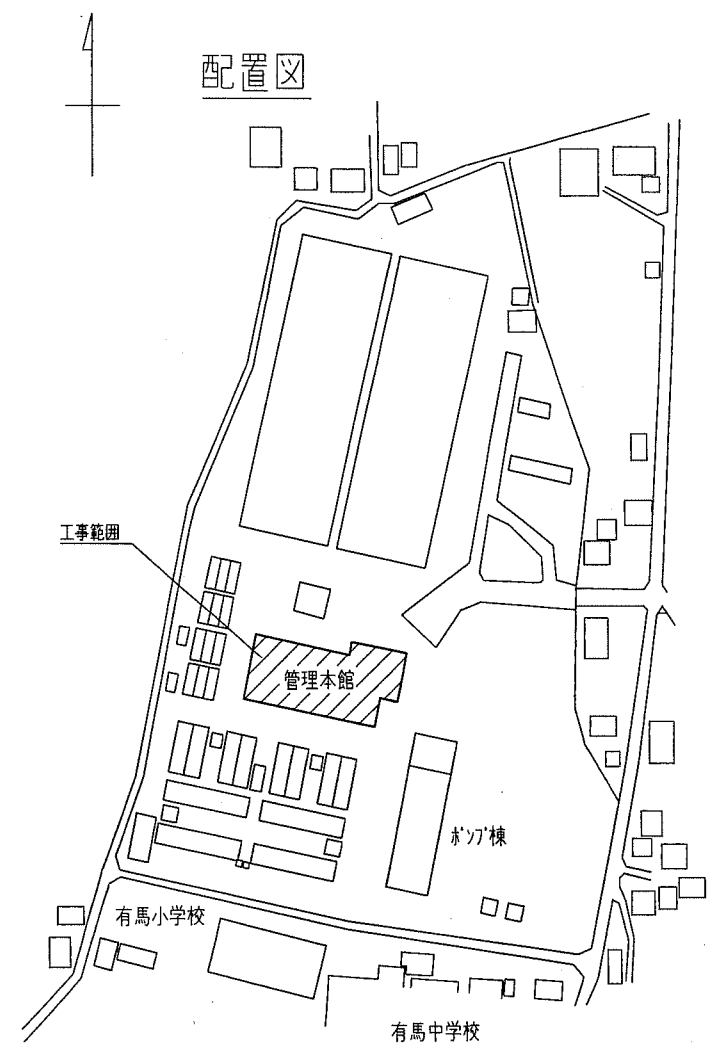 配置図
工事範囲
管理本館
ポンプ棟
有馬小学校
有馬中学校